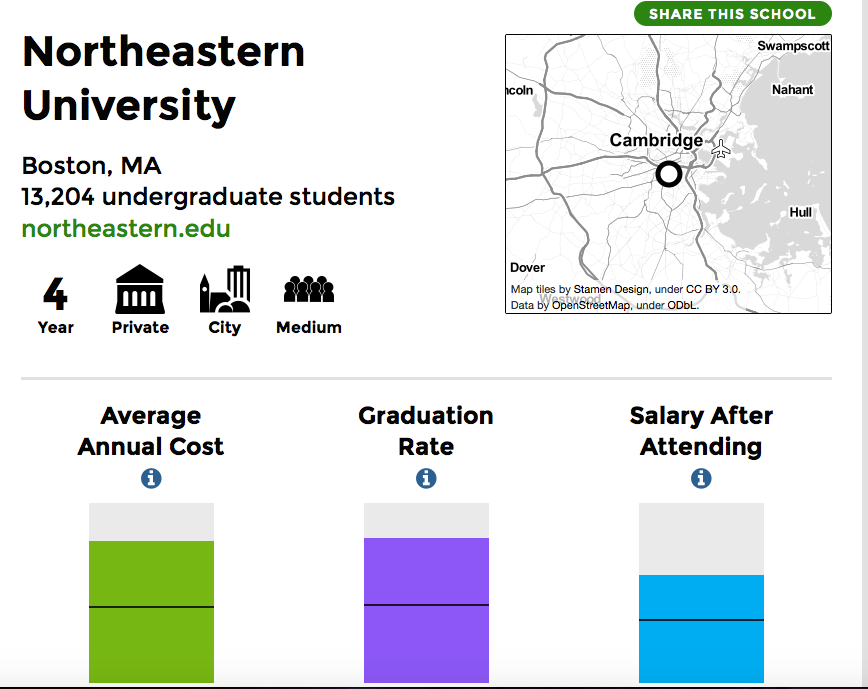 SHARE THIS SCHOOL
Northeastern
University
Boston, MA
13,204 undergraduate students
northeastern.edu
4
Year
Private
City
Medium
Swampscott
Nahant
ncoln
Cambridge
Hull
Dover
Westwood
Map tiles by Stamen Design, under CC BY 3.0.
Data by OpenStreetMap, under ODbL.
Average
Annual Cost
Graduation
Rate
Salary After
Attending